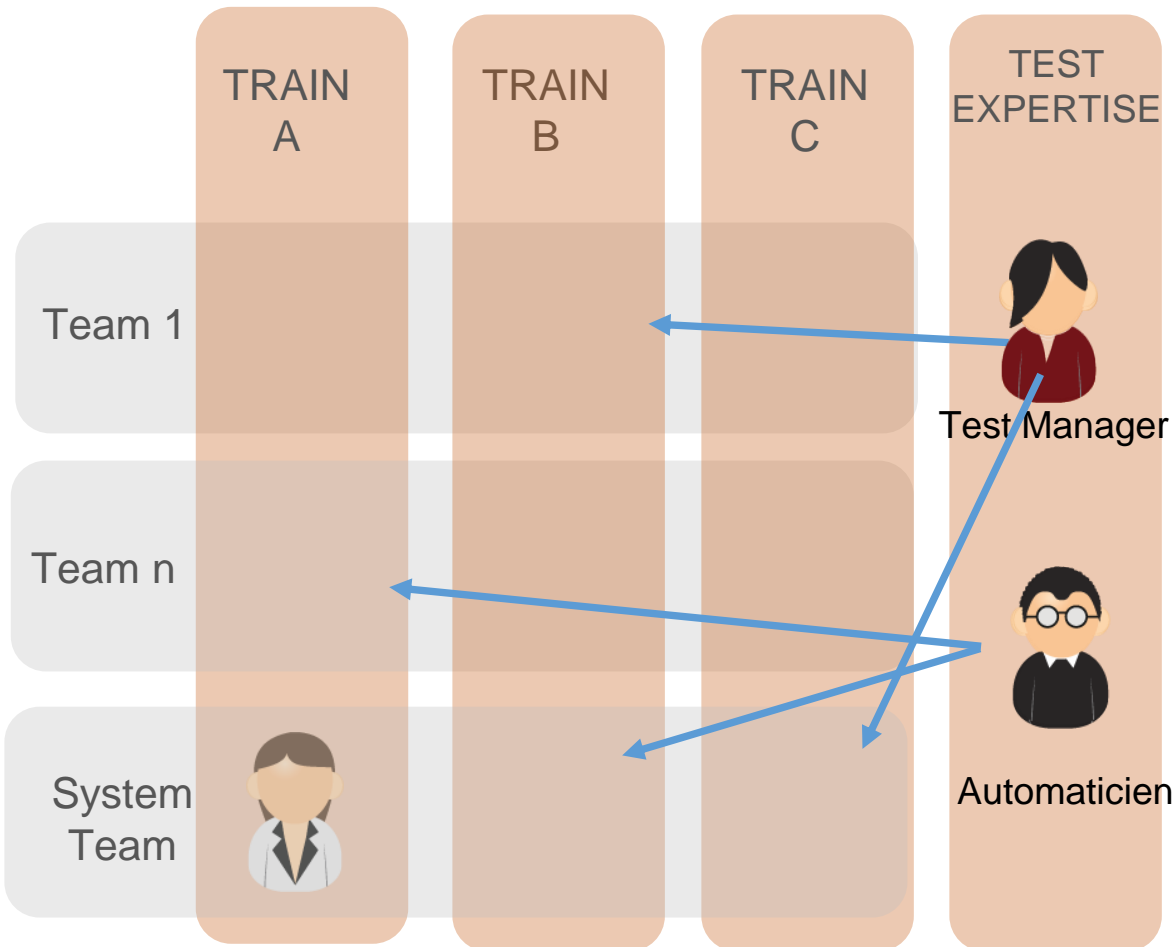 TRAIN
A
TRAIN
B
TRAIN
C
TEST
EXPERTISE
Team 1
Test Manager
Team n
System
Team
Automaticien